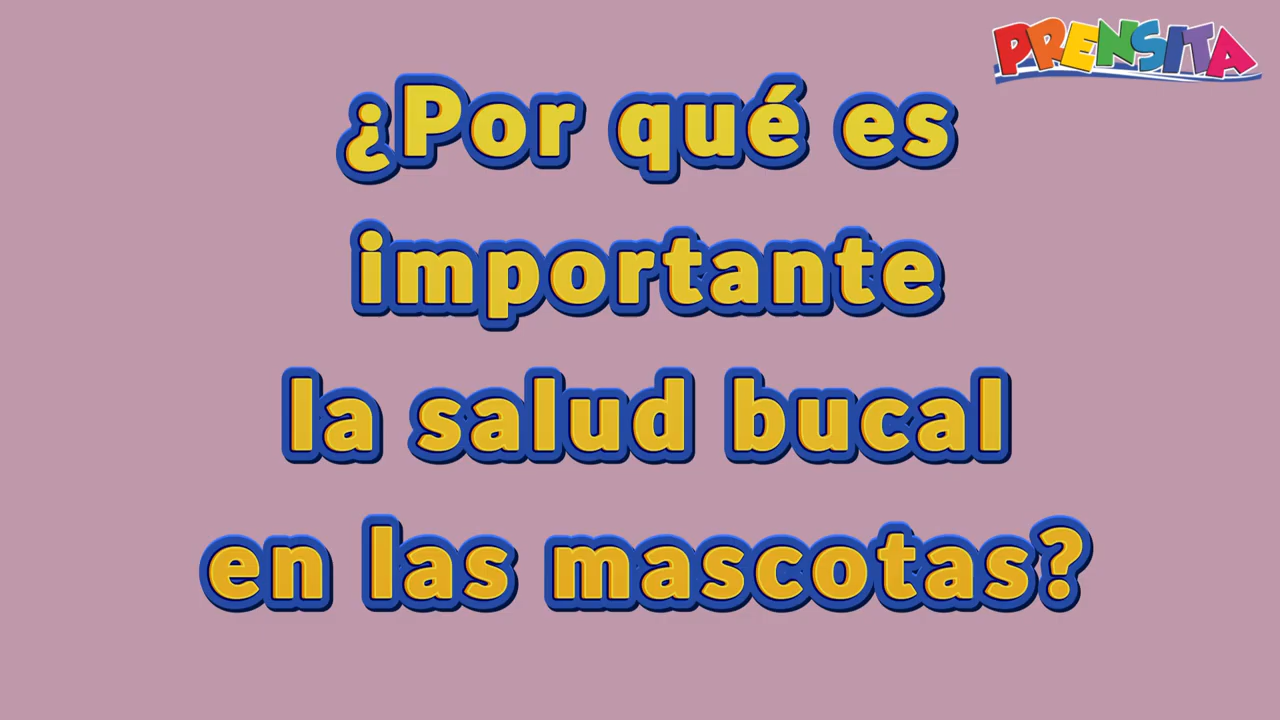 PRENSITA
¿Por qué es
importante
la salud bucal
en las mascotas?